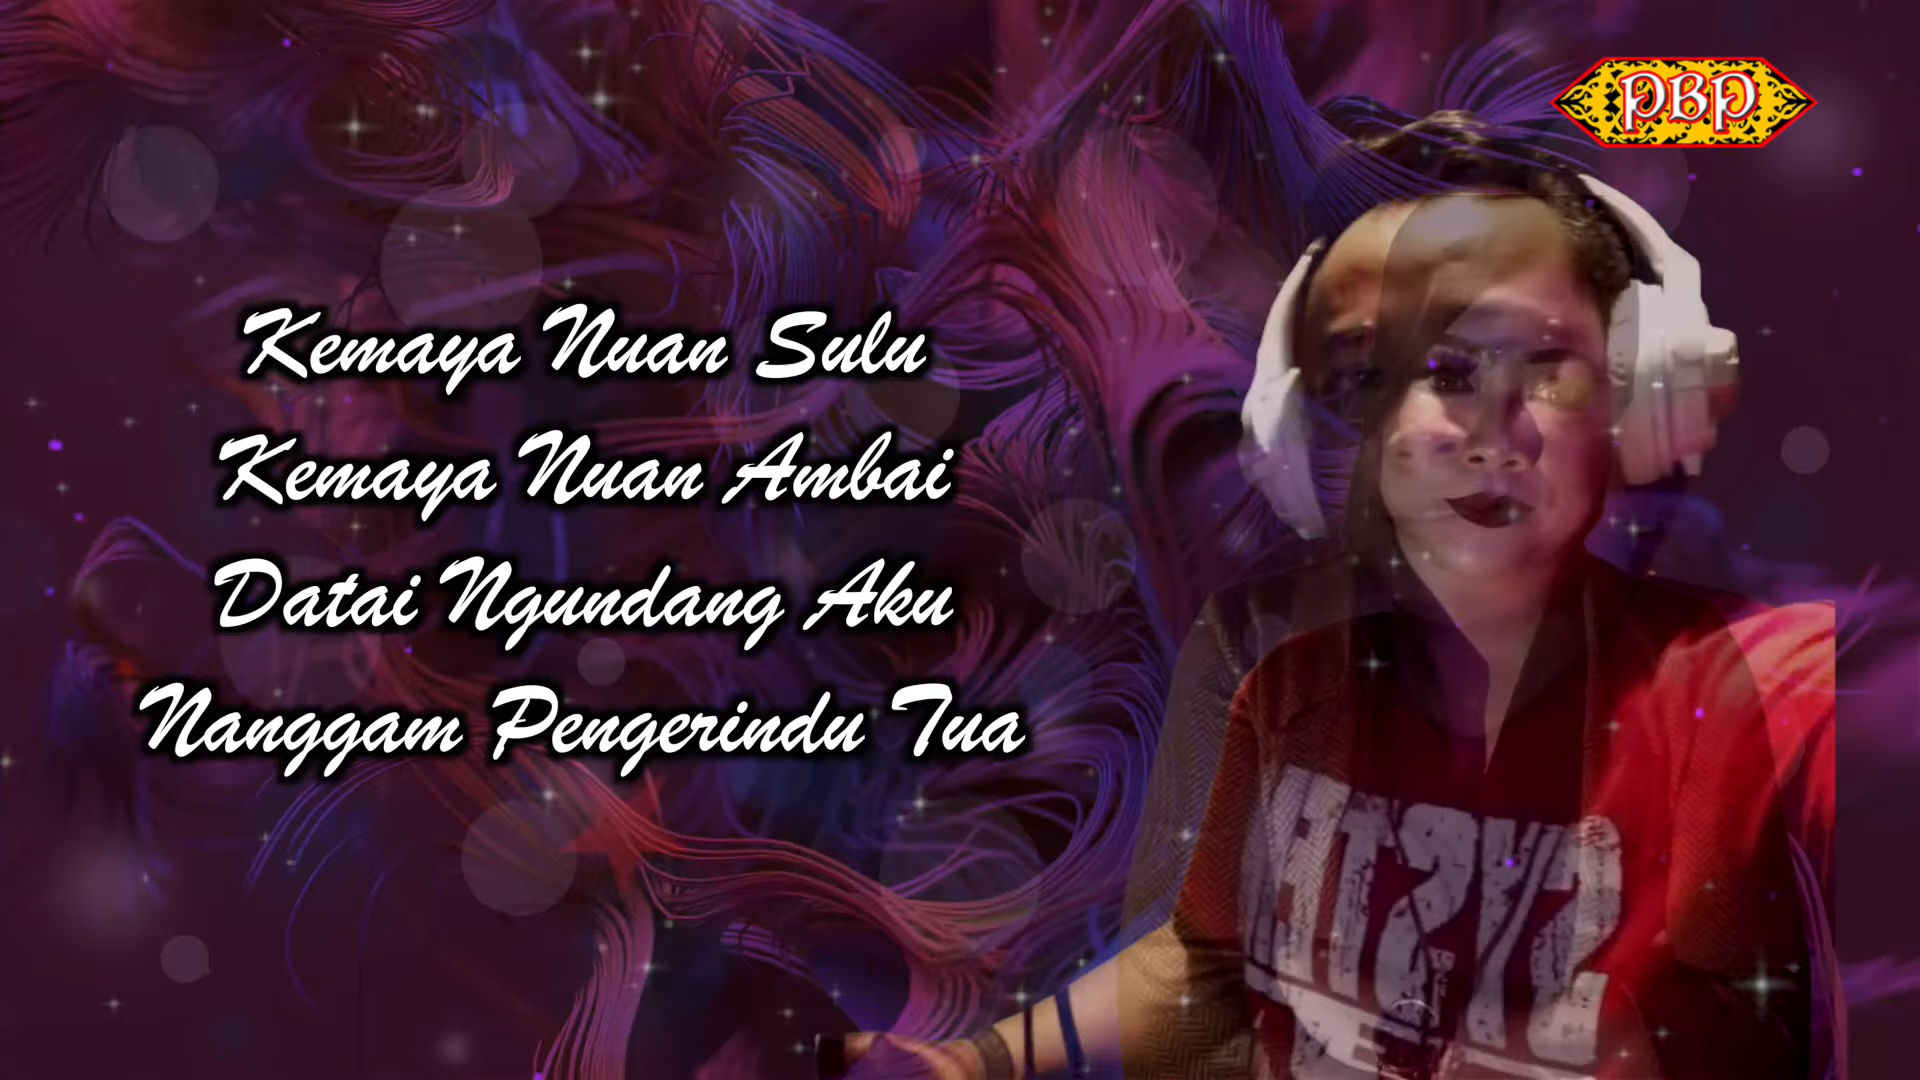 PBP
Kemaya Nuan Sulu
Kemaya Nuan Ambai
Datai Ngundang Aku
Nanggam Pengerindu Tua